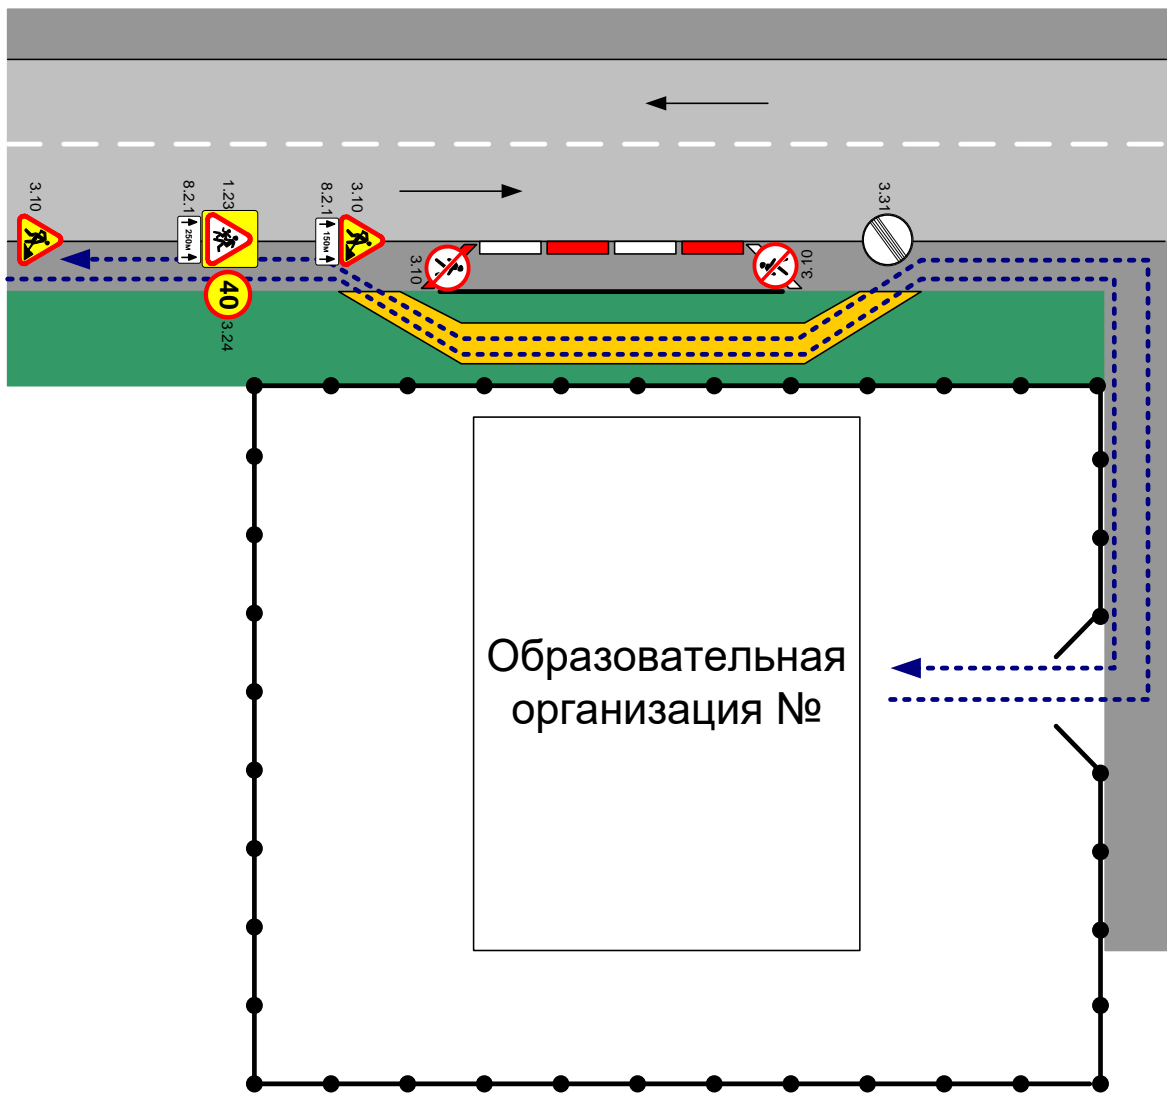 3.10
8.2.1
250м
1.23
40
3.24
8.2.1
150м
3.10
3.10
3.10
3.31
Образовательная
организация №